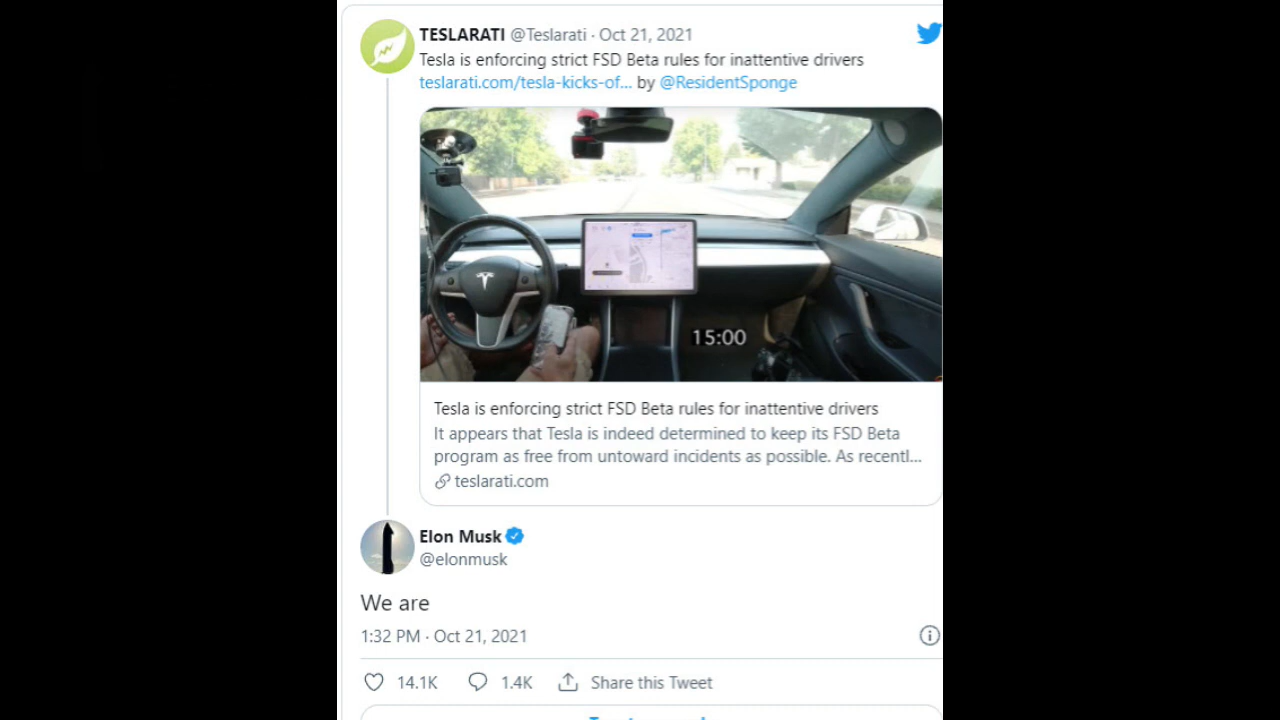 TESLARATI @Teslarati · Oct 21, 2021
Tesla is enforcing strict FSD Beta rules for inattentive drivers
teslarati.com/tesla-kicks-of... by @ResidentSponge
15:00
Tesla is enforcing strict FSD Beta rules for inattentive drivers
It appears that Tesla is indeed determined to keep its FSD Beta
program as free from untoward incidents as possible. As recentl...
teslarati.com
Elon Musk
@elonmusk
We are
1:32 PM · Oct 21, 2021
14.1K 1.4K Share this Tweet